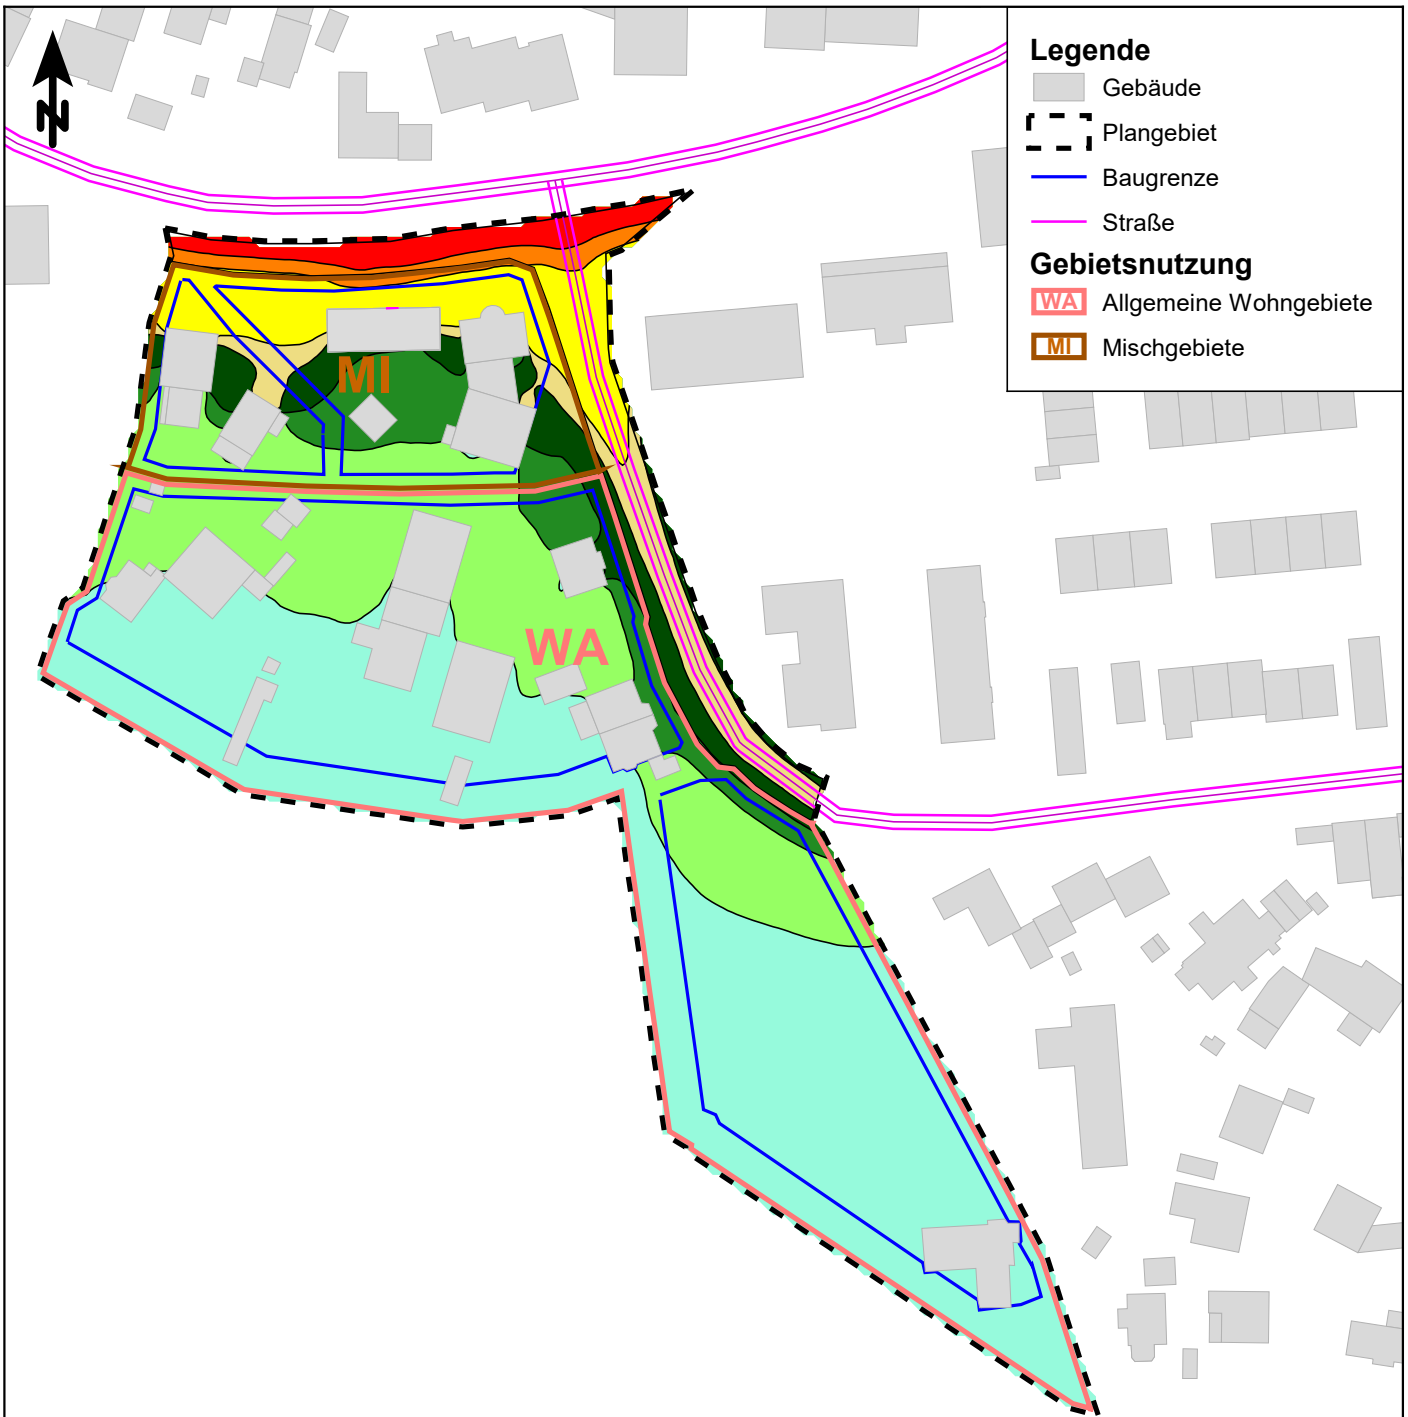 N
Legende
Gebäude
Plangebiet
Baugrenze
Straße
Gebietsnutzung
WA Allgemeine Wohngebiete
MI Mischgebiete
MI
WA